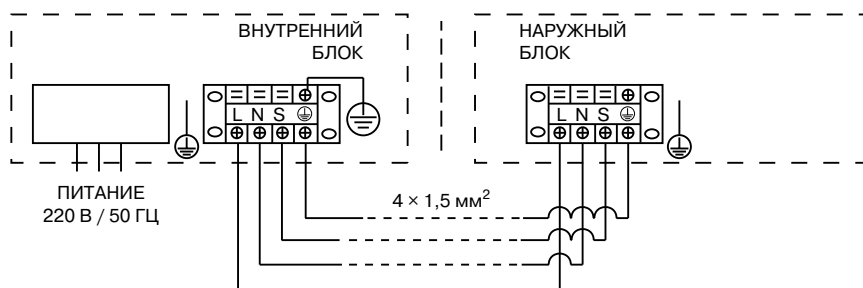 ВНУТРЕННИЙ
БЛОК
НАРУЖНЫЙ
БЛОК
L N S
L N S
ПИТАНИЕ
220 В / 50 ГЦ
4 × 1,5 мм²